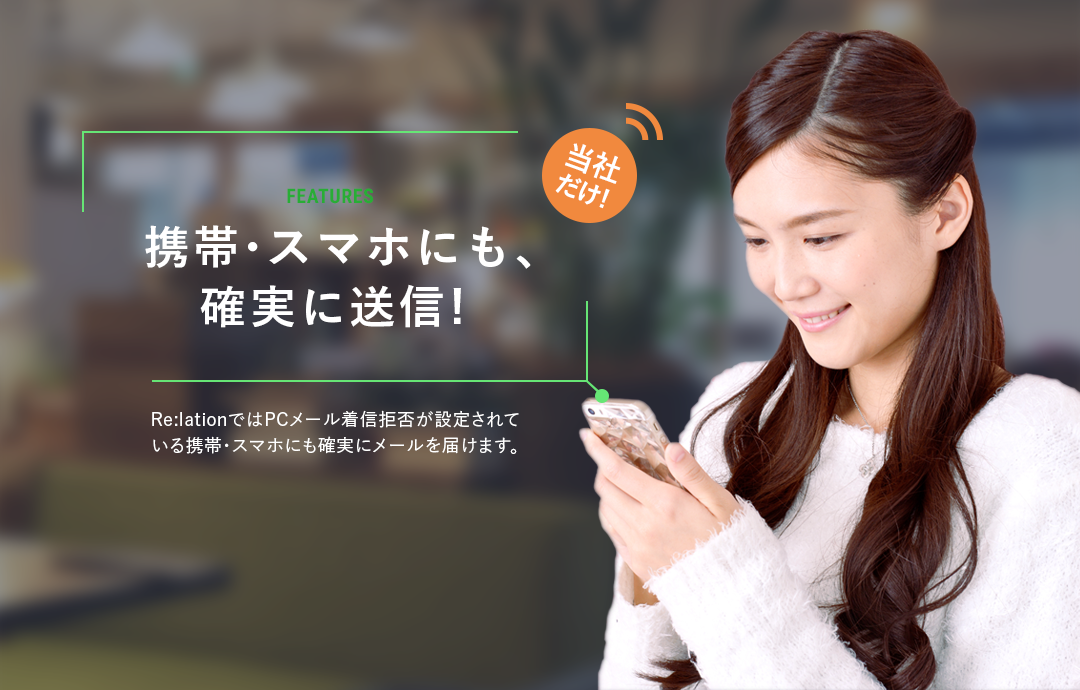 当社
だけ!
FEATURES
携帯・スマホにも、
確実に送信!
Re:lationではPCメール着信拒否が設定されて
いる携帯・スマホにも確実にメールを届けます。